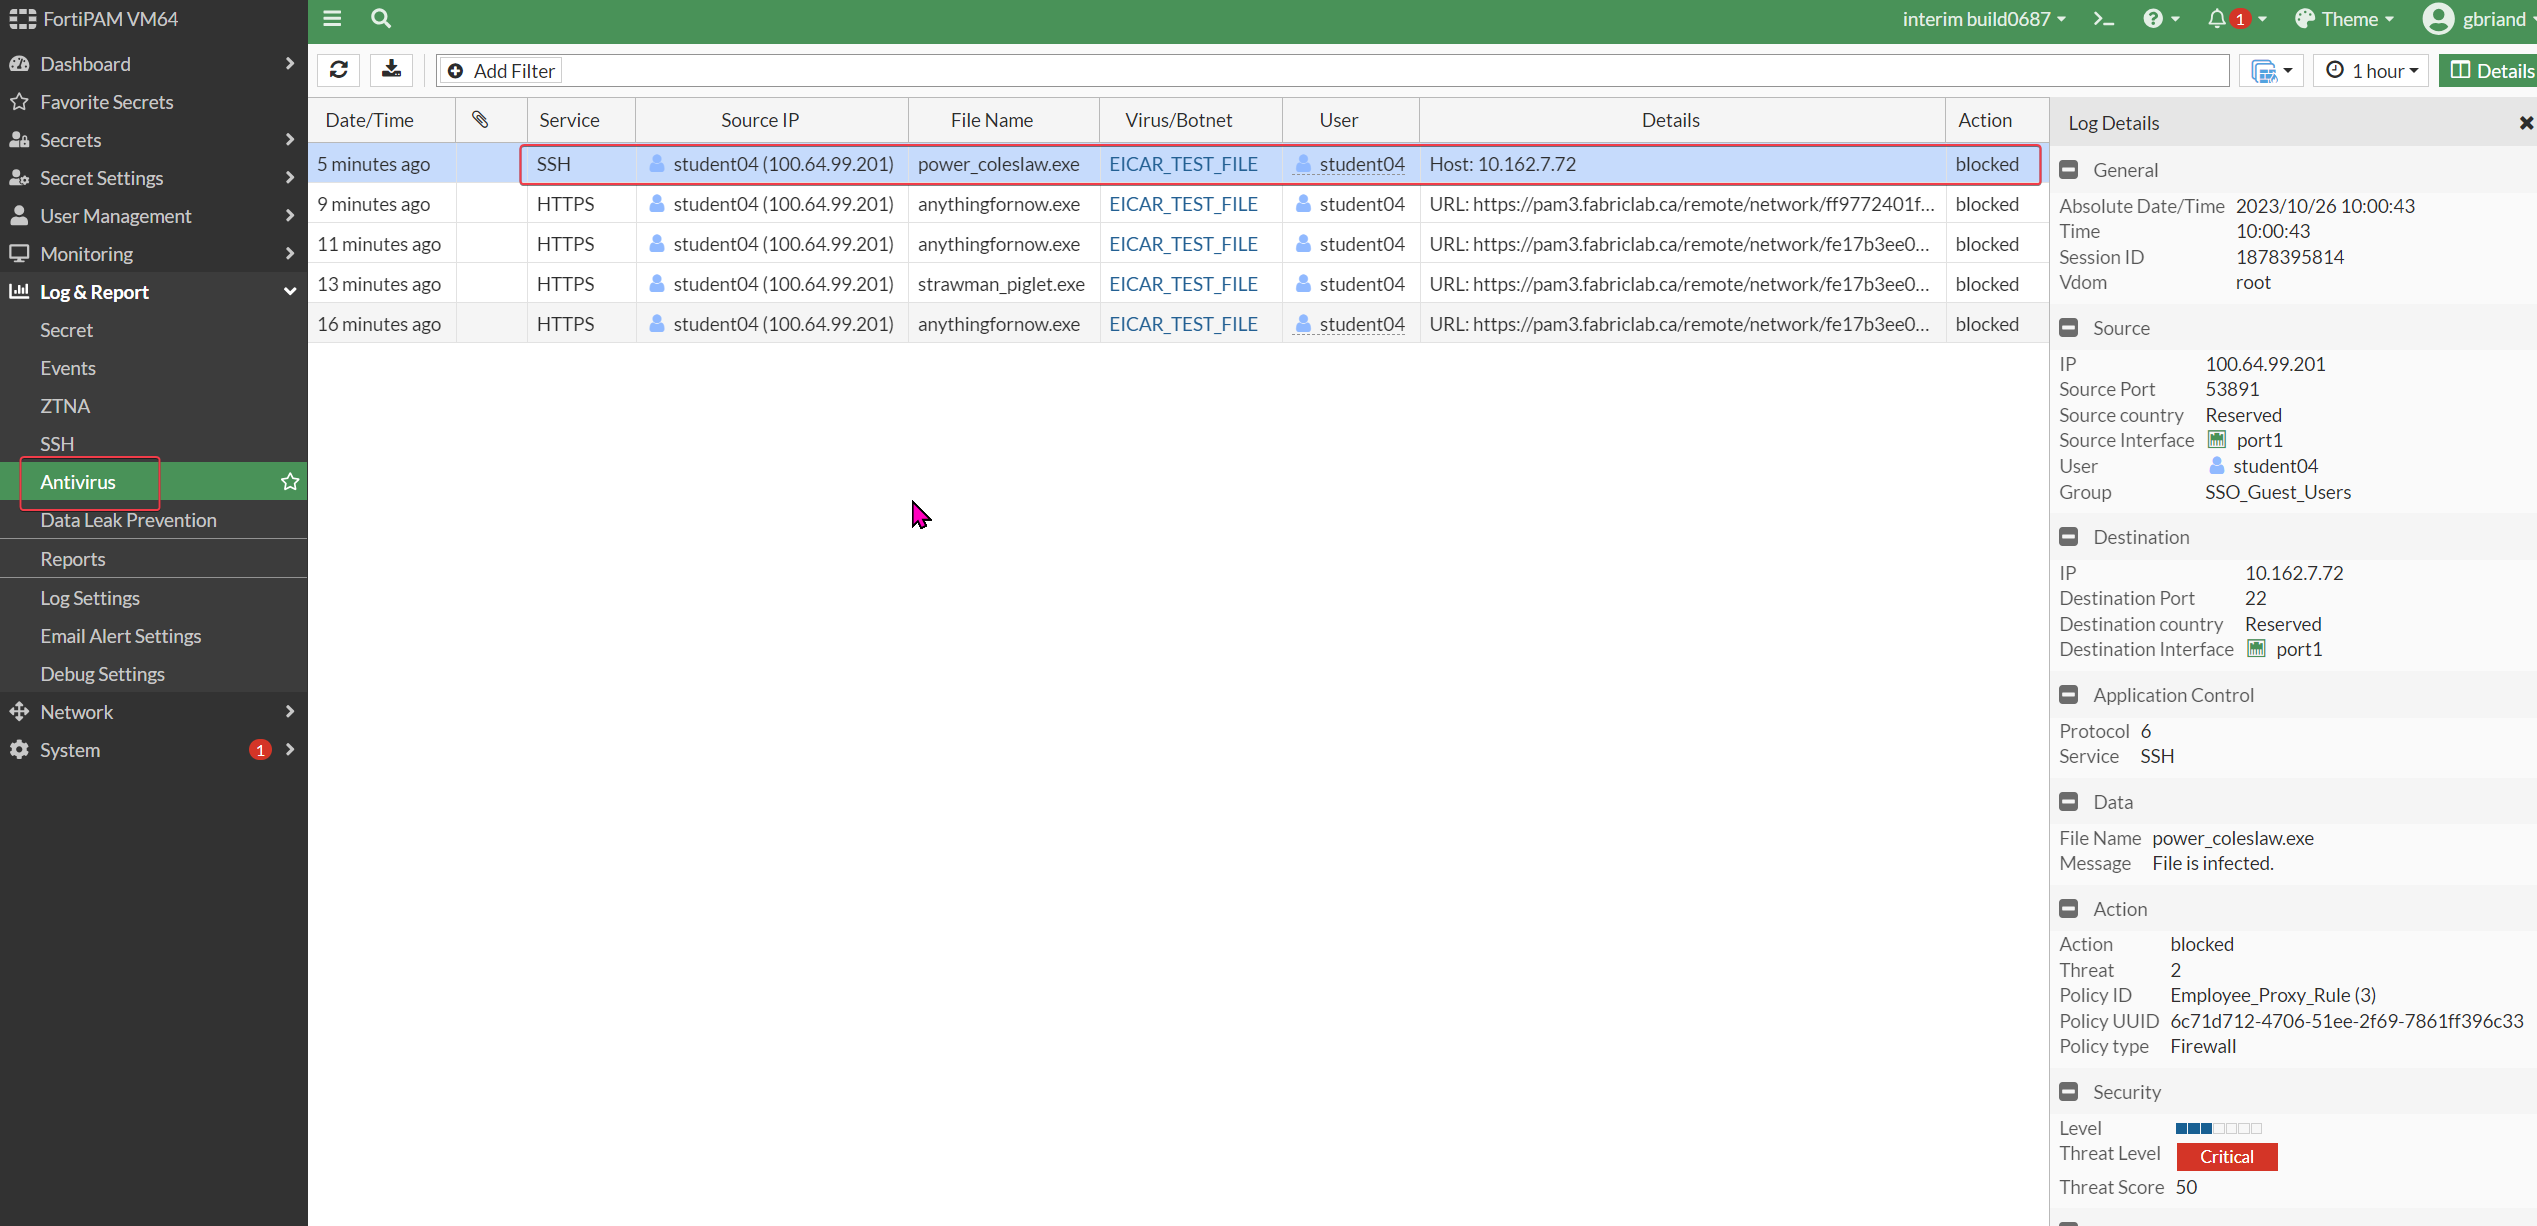 FortiPAM VM64
interim build0687
1
Theme
gbriand
Dashboard
Favorite Secrets
Secrets
Secret Settings
User Management
Monitoring
Log & Report
Secret
Events
ZTNA
SSH
Antivirus
Data Leak Prevention
Reports
Log Settings
Email Alert Settings
Debug Settings
Network
System 1
Add Filter
1 hour
Details
Date/Time Service Source IP File Name Virus/Botnet User Details Action
5 minutes ago SSH student04 (100.64.99.201) power_coleslaw.exe EICAR_TEST_FILE student04 Host: 10.162.7.72 blocked
9 minutes ago HTTPS student04 (100.64.99.201) anythingfornow.exe EICAR_TEST_FILE student04 URL: https://pam3.fabriclab.ca/remote/network/ff9772401f... blocked
11 minutes ago HTTPS student04 (100.64.99.201) anythingfornow.exe EICAR_TEST_FILE student04 URL: https://pam3.fabriclab.ca/remote/network/fe17b3ee0... blocked
13 minutes ago HTTPS student04 (100.64.99.201) strawman_piglet.exe EICAR_TEST_FILE student04 URL: https://pam3.fabriclab.ca/remote/network/fe17b3ee0... blocked
16 minutes ago HTTPS student04 (100.64.99.201) anythingfornow.exe EICAR_TEST_FILE student04 URL: https://pam3.fabriclab.ca/remote/network/fe17b3ee0... blocked
Log Details
General
Absolute Date/Time 2023/10/26 10:00:43
Time 10:00:43
Session ID 1878395814
Vdom root
Source
IP 100.64.99.201
Source Port 53891
Source country Reserved
Source Interface port1
User student04
Group SSO_Guest_Users
Destination
IP 10.162.7.72
Destination Port 22
Destination country Reserved
Destination Interface port1
Application Control
Protocol 6
Service SSH
Data
File Name power_coleslaw.exe
Message File is infected.
Action
Action blocked
Threat 2
Policy ID Employee_Proxy_Rule (3)
Policy UUID 6c71d712-4706-51ee-2f69-7861ff396c33
Policy type Firewall
Security
Level
Threat Level Critical
Threat Score 50